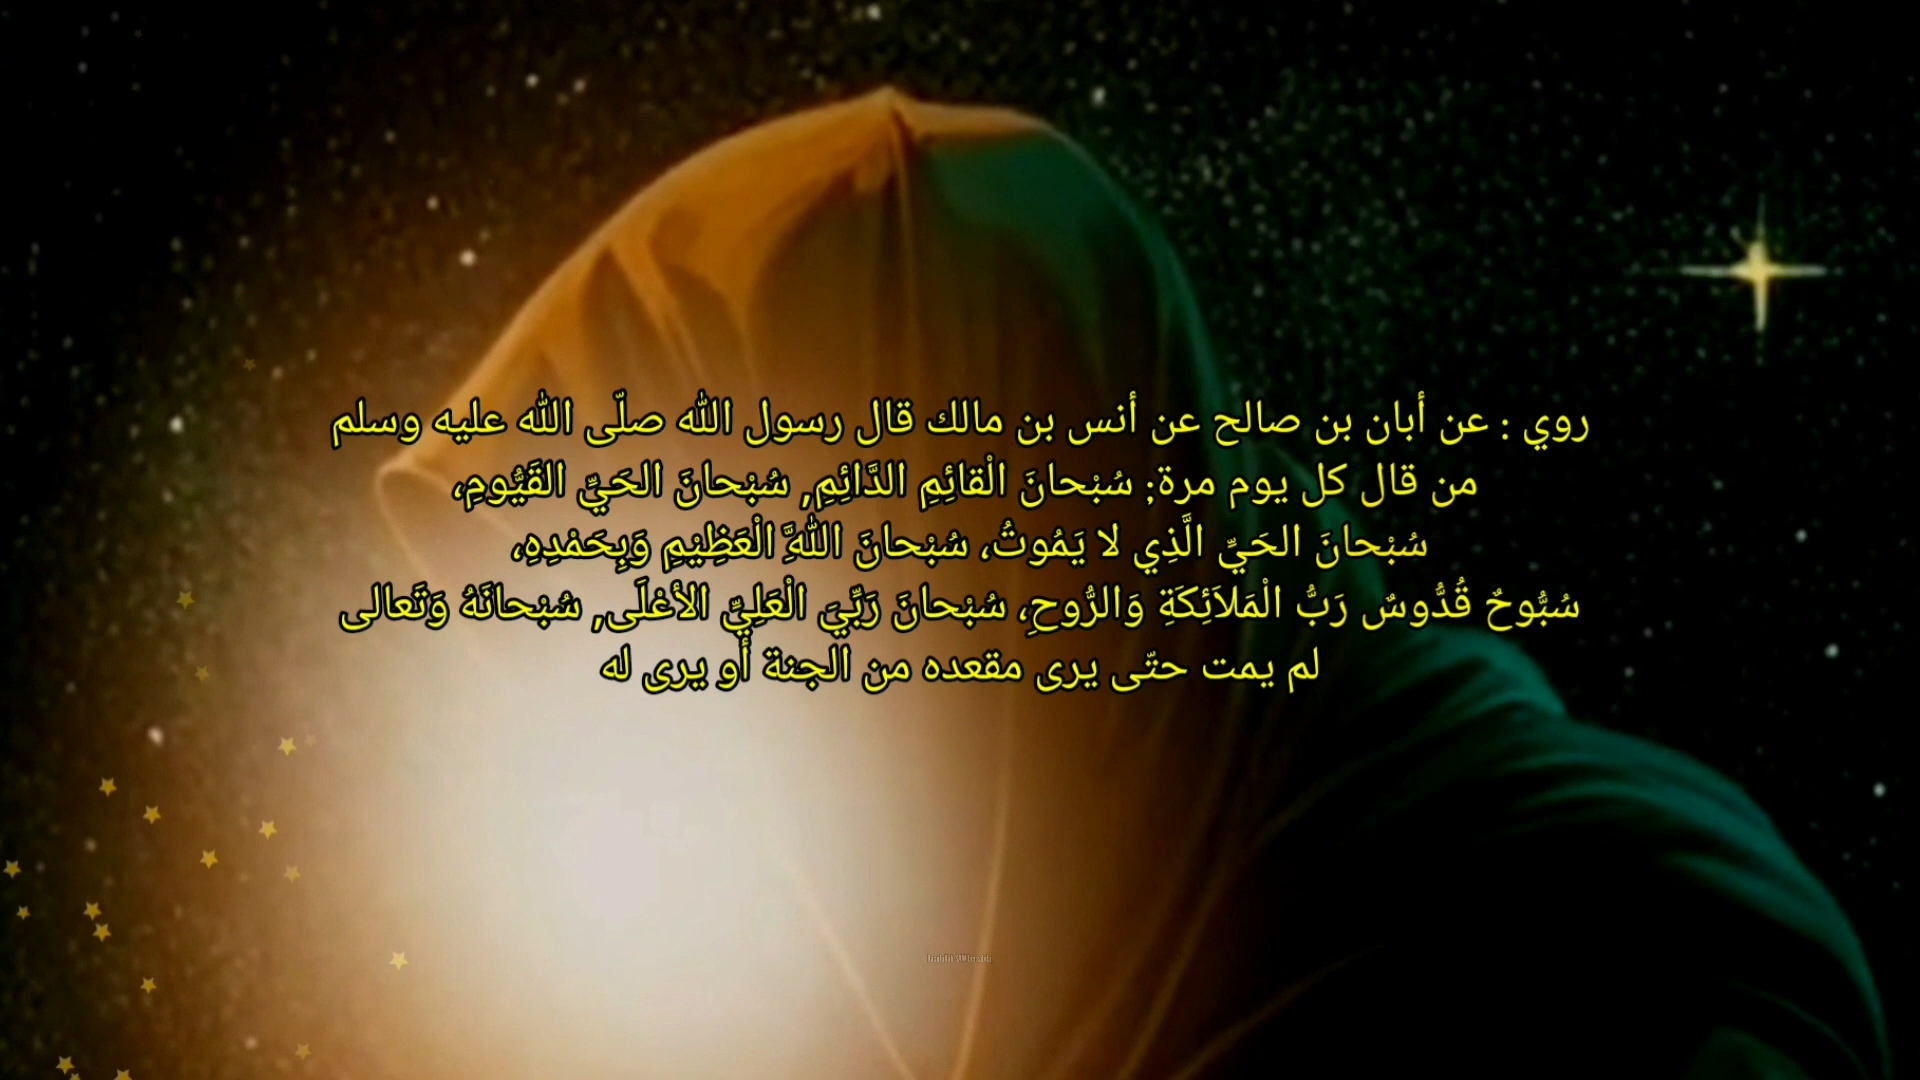 روي : عن أبان بن صالح عن أنس بن مالك قال رسول الله صلّى الله عليه وسلم
من قال كل يوم مرة; سُبْحانَ الْقائِمِ الدَّائِمِ, سُبْحانَ الحَيِّ القَيُّومِ،
سُبْحانَ الحَيِّ الَّذِي لا يَمُوتُ، سُبْحانَ اللهَِّ الْعَظِيْمِ وَبِحَمْدِهِ،
سُبُّوحٌ قُدُّوسٌ رَبُّ الْمَلاَئِكَةِ وَالرُّوحِ، سُبْحانَ رَبِّيَ الْعَلِيِّ الأعْلَى, سُبْحانَهُ وَتَعالى
لم يمت حتّى يرى مقعده من الجنة أو يرى له